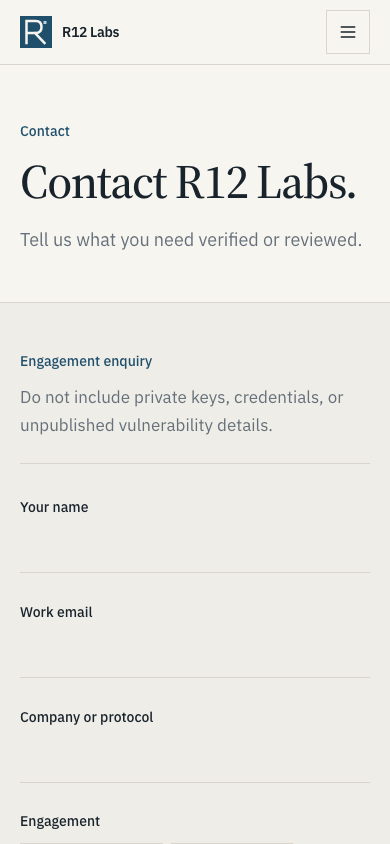 R12 Labs
Contact
Contact R12 Labs.
Tell us what you need verified or reviewed.
Engagement enquiry
Do not include private keys, credentials, or
unpublished vulnerability details.
Your name
Work email
Company or protocol
Engagement